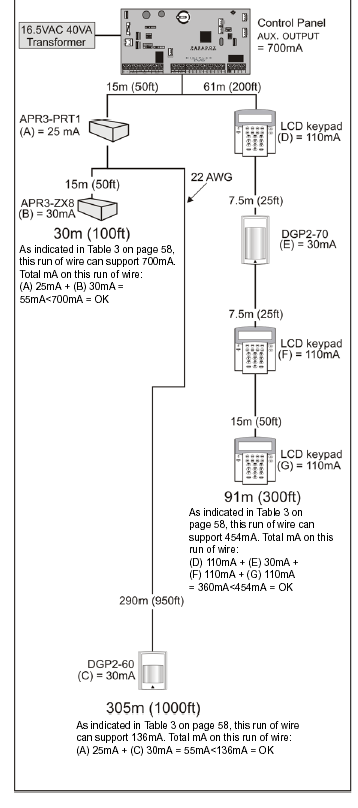 16.5VAC 40VA
Transformer
Control Panel
AUX. OUTPUT
= 700mA
15m (50ft)
61m (200ft)
APR3-PRT1
(A) = 25 mA
LCD keypad
(D) = 110mA
22 AWG
15m (50ft)
7.5m (25ft)
APR3-ZX8
(B) = 30mA
DGP2-70
(E) = 30mA
30m (100ft)
As indicated in Table 3 on page 58,
this run of wire can support 700mA.
Total mA on this run of wire:
(A) 25mA + (B) 30mA =
55mA<700mA = OK
7.5m (25ft)
LCD keypad
(F) = 110mA
15m (50ft)
LCD keypad
(G) = 110mA
91m (300ft)
As indicated in Table 3 on
page 58, this run of wire can
support 454mA. Total mA on this
run of wire:
(D) 110mA + (E) 30mA +
(F) 110mA + (G) 110mA
= 360mA<454mA = OK
290m (950ft)
DGP2-60
(C) = 30mA
305m (1000ft)
As indicated in Table 3 on page 58, this run of wire
can support 136mA. Total mA on this run of wire:
(A) 25mA + (C) 30mA = 55mA<136mA = OK